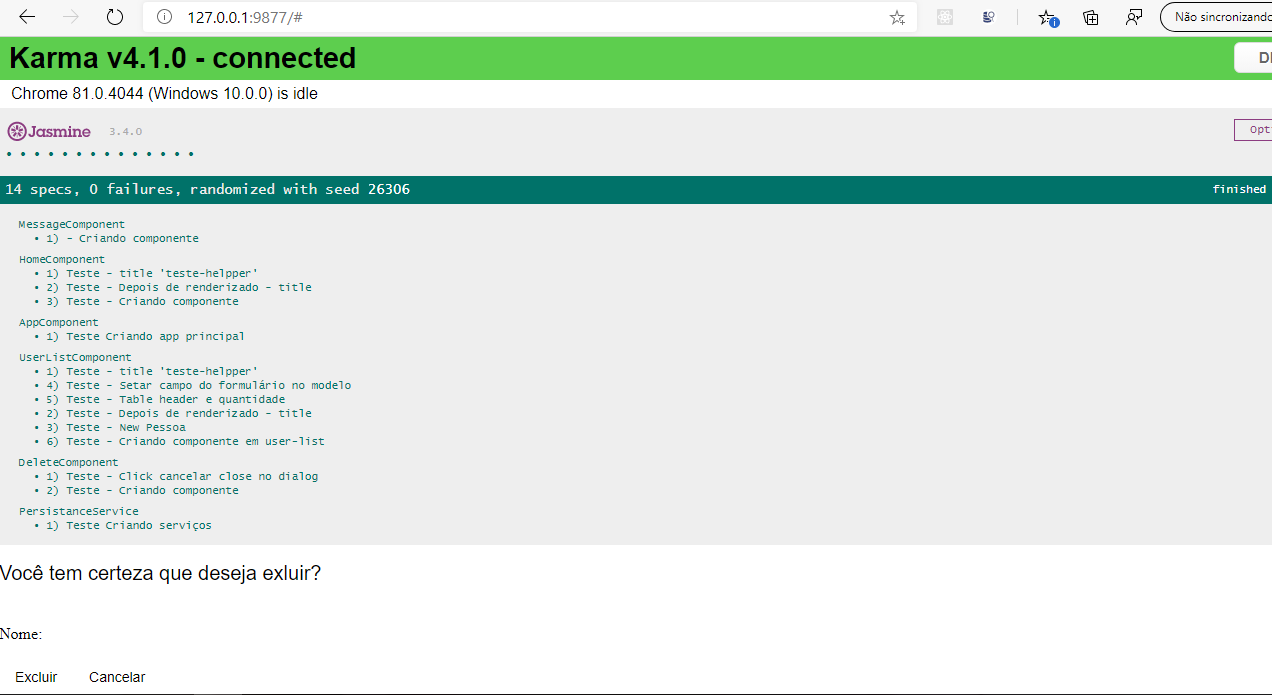 127.0.0.1:9877/#
Não sincronizando
Karma v4.1.0 - connected
Chrome 81.0.4044 (Windows 10.0.0) is idle
Jasmine 3.4.0
14 specs, 0 failures, randomized with seed 26306
finished
MessageComponent
• 1) - Criando componente
HomeComponent
• 1) Teste - title 'teste-helpper'
• 2) Teste - Depois de renderizado - title
• 3) Teste - Criando componente
AppComponent
• 1) Teste Criando app principal
UserListComponent
• 1) Teste - title 'teste-helpper'
• 4) Teste - Setar campo do formulário no modelo
• 5) Teste - Table header e quantidade
• 2) Teste - Depois de renderizado - title
• 3) Teste - New Pessoa
• 6) Teste - Criando componente em user-list
DeleteComponent
• 1) Teste - Click cancelar close no dialog
• 2) Teste - Criando componente
PersistanceService
• 1) Teste Criando serviços
Você tem certeza que deseja exluir?
Nome:
Excluir Cancelar